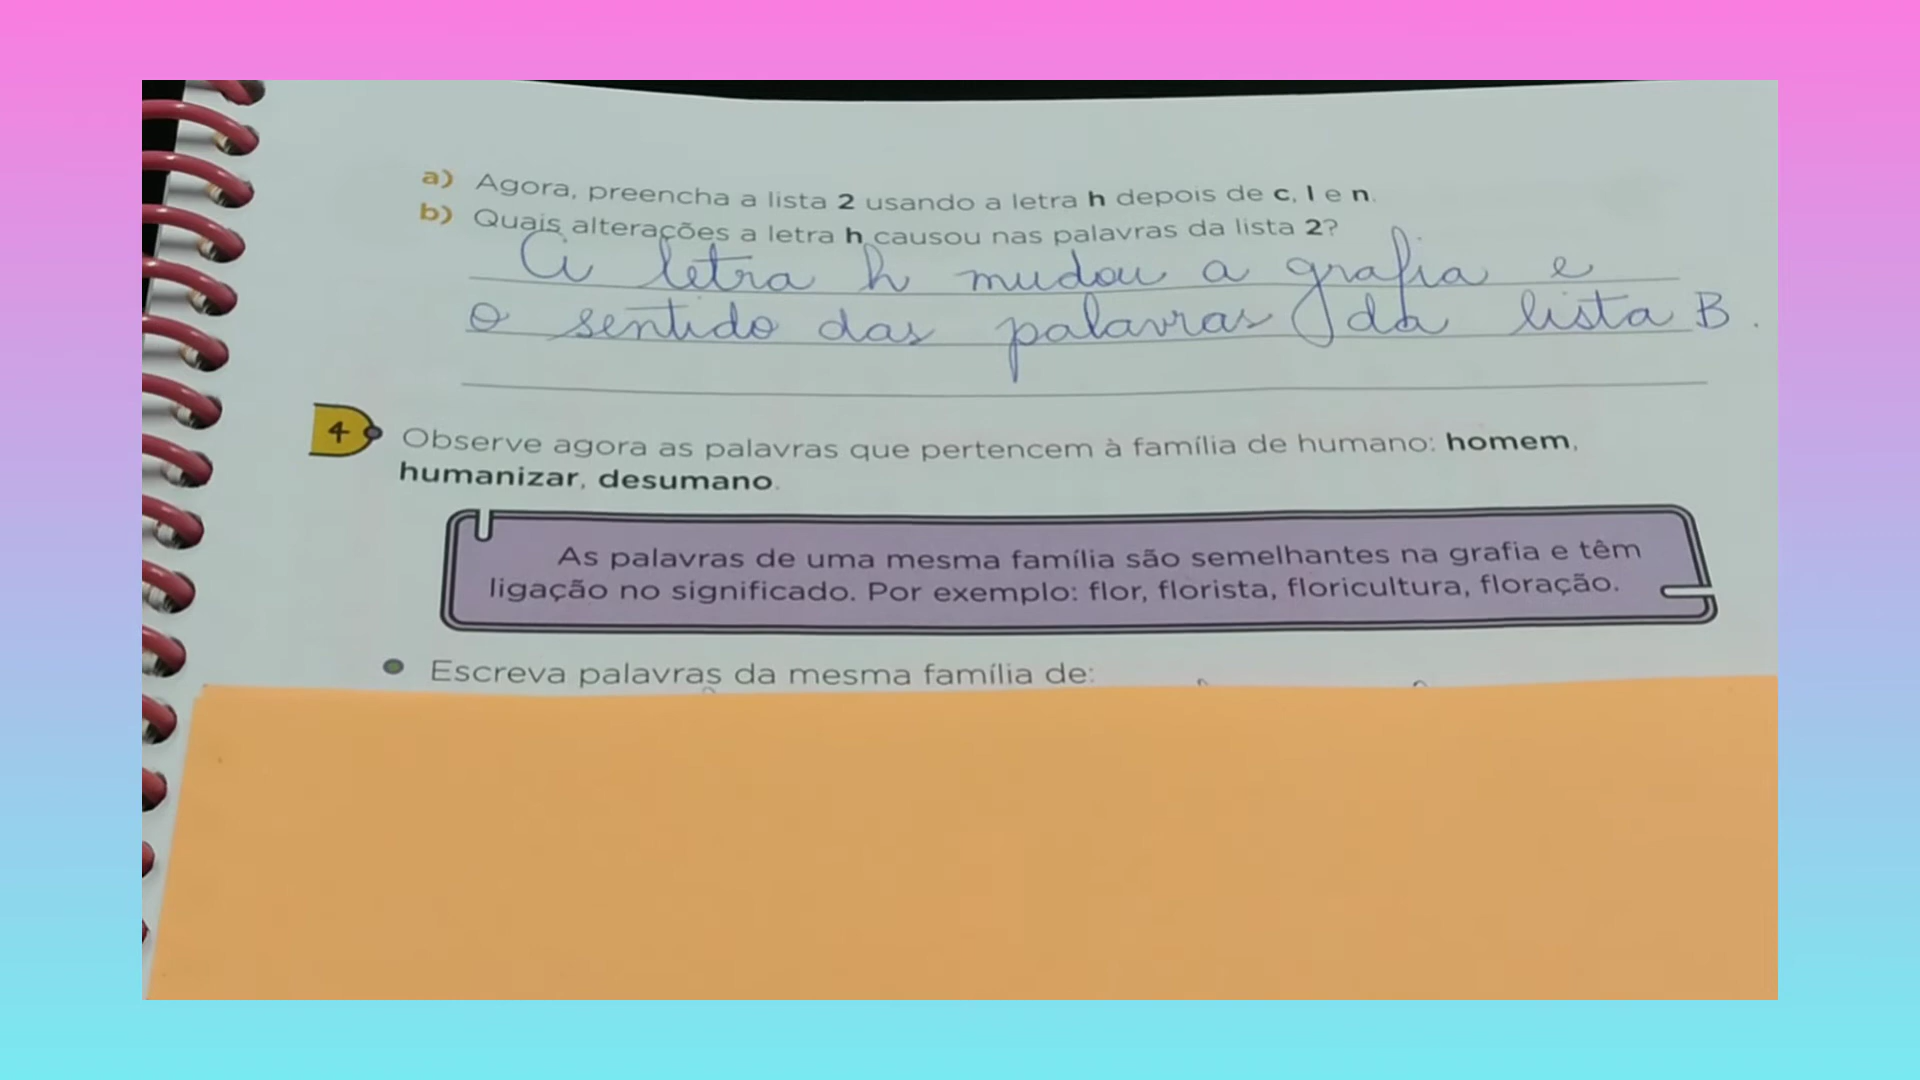 a) Agora, preencha a lista 2 usando a letra h depois de c, l e n.
b) Quais alterações a letra h causou nas palavras da lista 2?
A letra h mudou a grafia e
o sentido das palavras da lista B.
4 Observe agora as palavras que pertencem à família de humano: homem,
humanizar, desumano.
As palavras de uma mesma família são semelhantes na grafia e têm
ligação no significado. Por exemplo: flor, florista, floricultura, floração.
Escreva palavras da mesma família de: